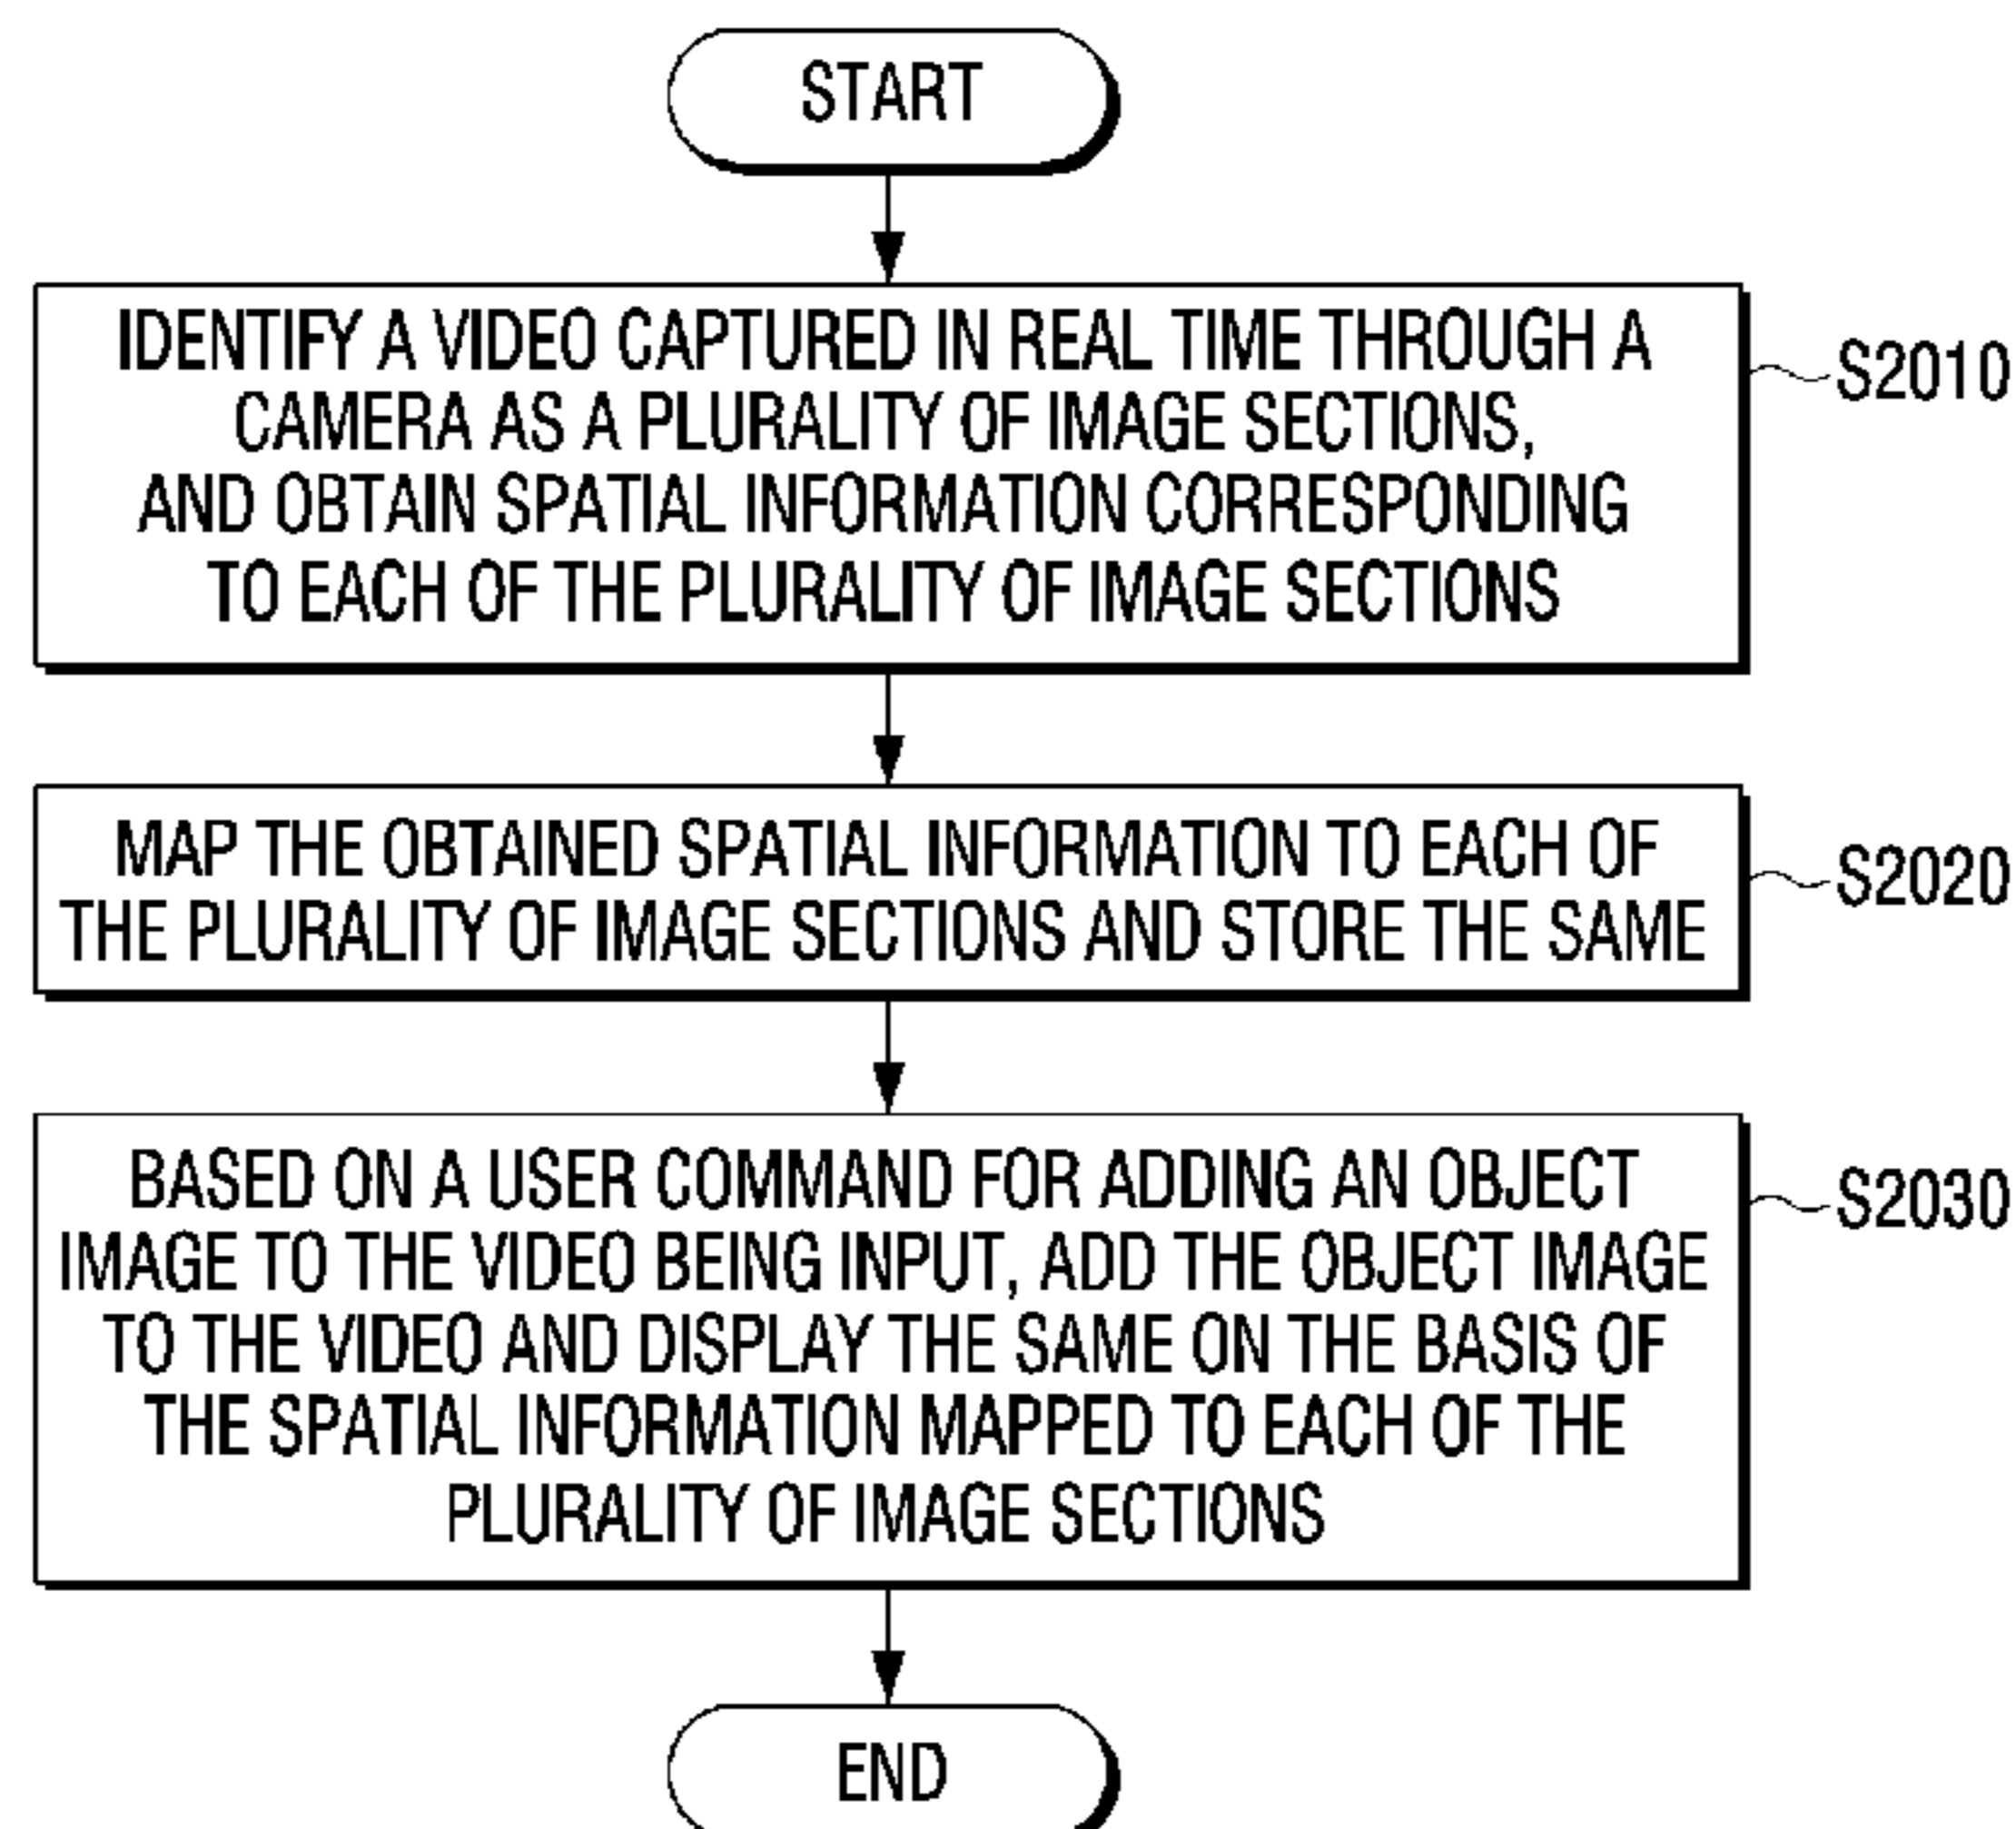 START
IDENTIFY A VIDEO CAPTURED IN REAL TIME THROUGH A
CAMERA AS A PLURALITY OF IMAGE SECTIONS,
AND OBTAIN SPATIAL INFORMATION CORRESPONDING
TO EACH OF THE PLURALITY OF IMAGE SECTIONS
S2010
MAP THE OBTAINED SPATIAL INFORMATION TO EACH OF
THE PLURALITY OF IMAGE SECTIONS AND STORE THE SAME
S2020
BASED ON A USER COMMAND FOR ADDING AN OBJECT
IMAGE TO THE VIDEO BEING INPUT, ADD THE OBJECT IMAGE
TO THE VIDEO AND DISPLAY THE SAME ON THE BASIS OF
THE SPATIAL INFORMATION MAPPED TO EACH OF THE
PLURALITY OF IMAGE SECTIONS
S2030
END